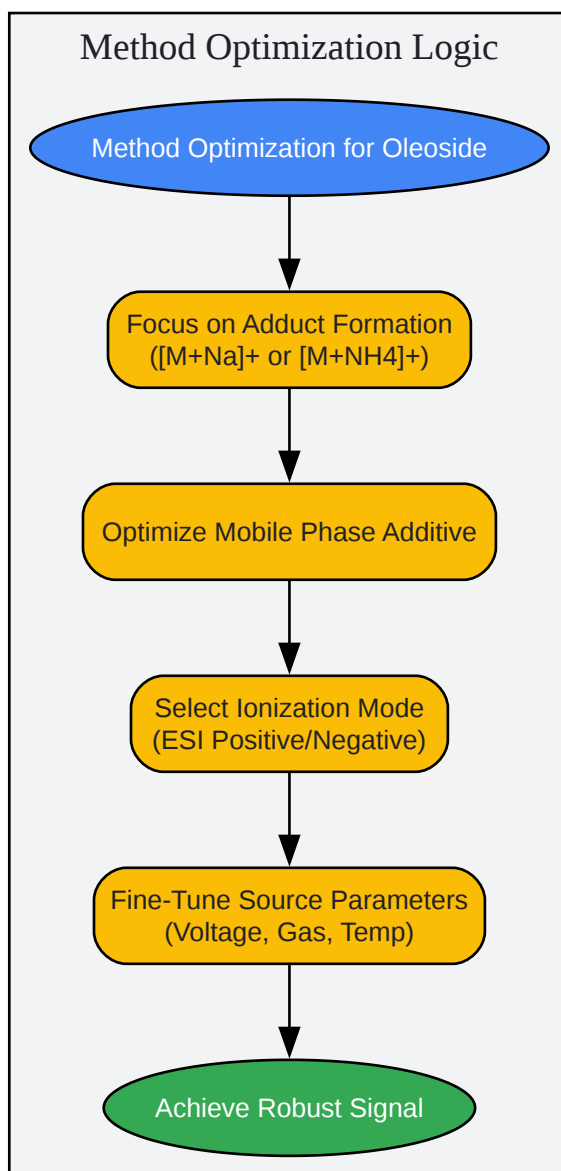 Method Optimization Logic
Method Optimization for Oleoside
Focus on Adduct Formation
([M+Na]+ or [M+NH4]+)
Optimize Mobile Phase Additive
Select Ionization Mode
(ESI Positive/Negative)
Fine-Tune Source Parameters
(Voltage, Gas, Temp)
Achieve Robust Signal